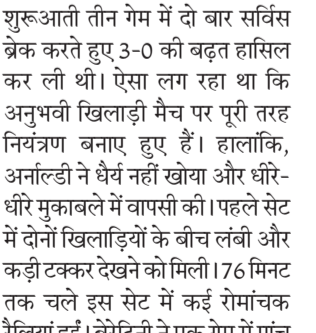 शुरूआती तीन गेम में दो बार सर्विस
ब्रेक करते हुए 3-0 की बढ़त हासिल
कर ली थी। ऐसा लग रहा था कि
अनुभवी खिलाड़ी मैच पर पूरी तरह
नियंत्रण बनाए हुए हैं। हालांकि,
अर्नाल्डी ने धैर्य नहीं खोया और धीरे-
धीरे मुकाबले में वापसी की।पहले सेट
में दोनों खिलाड़ियों के बीच लंबी और
कड़ी टक्कर देखने को मिली।76 मिनट
तक चले इस सेट में कई रोमांचक